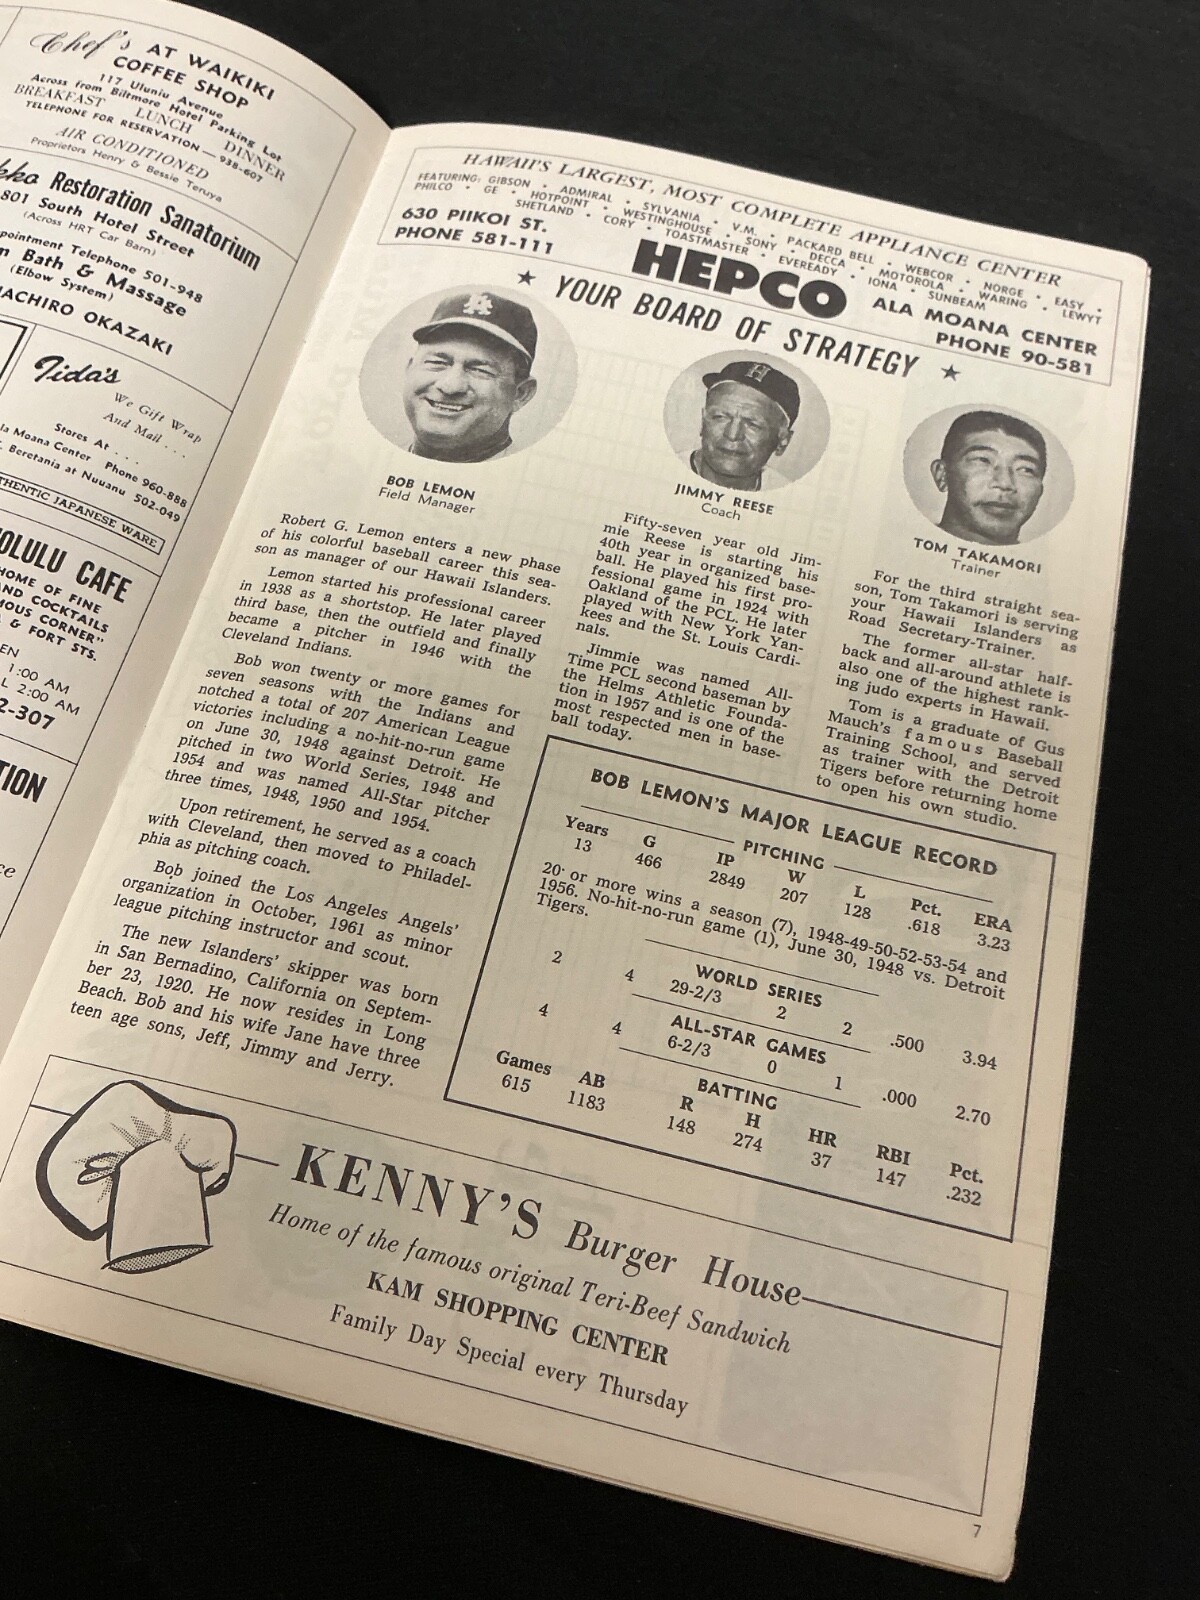 Chef's AT WAIKIKI
COFFEE SHOP
117 Uluniu Avenue
Across from Biltmore Hotel Parking Lot
BREAKFAST LUNCH DINNER
TELEPHONE FOR RESERVATION — 938-607
AIR CONDITIONED
Proprietors Henry & Bessie Teruya
Restoration Sanatorium
801 South Hotel Street
(Across HRT Car Barn)
Telephone 501-948
Bath & Massage
(Elbow System)
OKAZAKI
Iida's
We Gift Wrap
And Mail . . .
Stores At . . .
Moana Center Phone 960-888
Beretania at Nuuanu 502-049
JAPANESE WARE
CAFE
HOME OF FINE
COCKTAILS
CORNER"
& FORT STS.
1:00 AM
2:00 AM
2-307
HAWAII'S LARGEST, MOST COMPLETE APPLIANCE CENTER
FEATURING: GIBSON • ADMIRAL • SYLVANIA • V.M. • PACKARD BELL • WEBCOR • NORGE • EASY •
PHILCO • GE • HOTPOINT • WESTINGHOUSE • SONY • DECCA • MOTOROLA • WARING • LEWYT
SHETLAND • CORY • TOASTMASTER • EVEREADY • IONA • SUNBEAM
630 PIIKOI ST.
PHONE 581-111
HEPCO
ALA MOANA CENTER
PHONE 90-581
★ YOUR BOARD OF STRATEGY ★
LA
H
BOB LEMON
Field Manager
Robert G. Lemon enters a new phase
of his colorful baseball career this sea-
son as manager of our Hawaii Islanders.
Lemon started his professional career
in 1938 as a shortstop. He later played
third base, then the outfield and finally
became a pitcher in 1946 with the
Cleveland Indians.
Bob won twenty or more games for
seven seasons with the Indians and
notched a total of 207 American League
victories including a no-hit-no-run game
on June 30, 1948 against Detroit. He
pitched in two World Series, 1948 and
1954 and was named All-Star pitcher
three times, 1948, 1950 and 1954.
Upon retirement, he served as a coach
with Cleveland, then moved to Philadel-
phia as pitching coach.
Bob joined the Los Angeles Angels'
organization in October, 1961 as minor
league pitching instructor and scout.
The new Islanders' skipper was born
in San Bernadino, California on Septem-
ber 23, 1920. He now resides in Long
Beach. Bob and his wife Jane have three
teen age sons, Jeff, Jimmy and Jerry.
JIMMY REESE
Coach
Fifty-seven year old Jim-
mie Reese is starting his
40th year in organized base-
ball. He played his first pro-
fessional game in 1924 with
Oakland of the PCL. He later
played with New York Yan-
kees and the St. Louis Cardi-
nals.
Jimmie was named All-
Time PCL second baseman by
the Helms Athletic Founda-
tion in 1957 and is one of the
most respected men in base-
ball today.
TOM TAKAMORI
Trainer
For the third straight sea-
son, Tom Takamori is serving
your Hawaii Islanders as
Road Secretary-Trainer.
The former all-star half-
back and all-around athlete is
also one of the highest rank-
ing judo experts in Hawaii.
Tom is a graduate of Gus
Mauch's famous Baseball
Training School, and served
as trainer with the Detroit
Tigers before returning home
to open his own studio.
BOB LEMON'S MAJOR LEAGUE RECORD
PITCHING
Years G IP W L Pct. ERA
13 466 2849 207 128 .618 3.23
20 or more wins a season (7), 1948-49-50-52-53-54 and
1956. No-hit-no-run game (1), June 30, 1948 vs. Detroit
Tigers.
WORLD SERIES
2 4 29-2/3 2 2 .500 3.94
ALL-STAR GAMES
4 4 6-2/3 0 1 .000 2.70
BATTING
Games AB R H HR RBI Pct.
615 1183 148 274 37 147 .232
KENNY'S Burger House
Home of the famous original Teri-Beef Sandwich
KAM SHOPPING CENTER
Family Day Special every Thursday
7